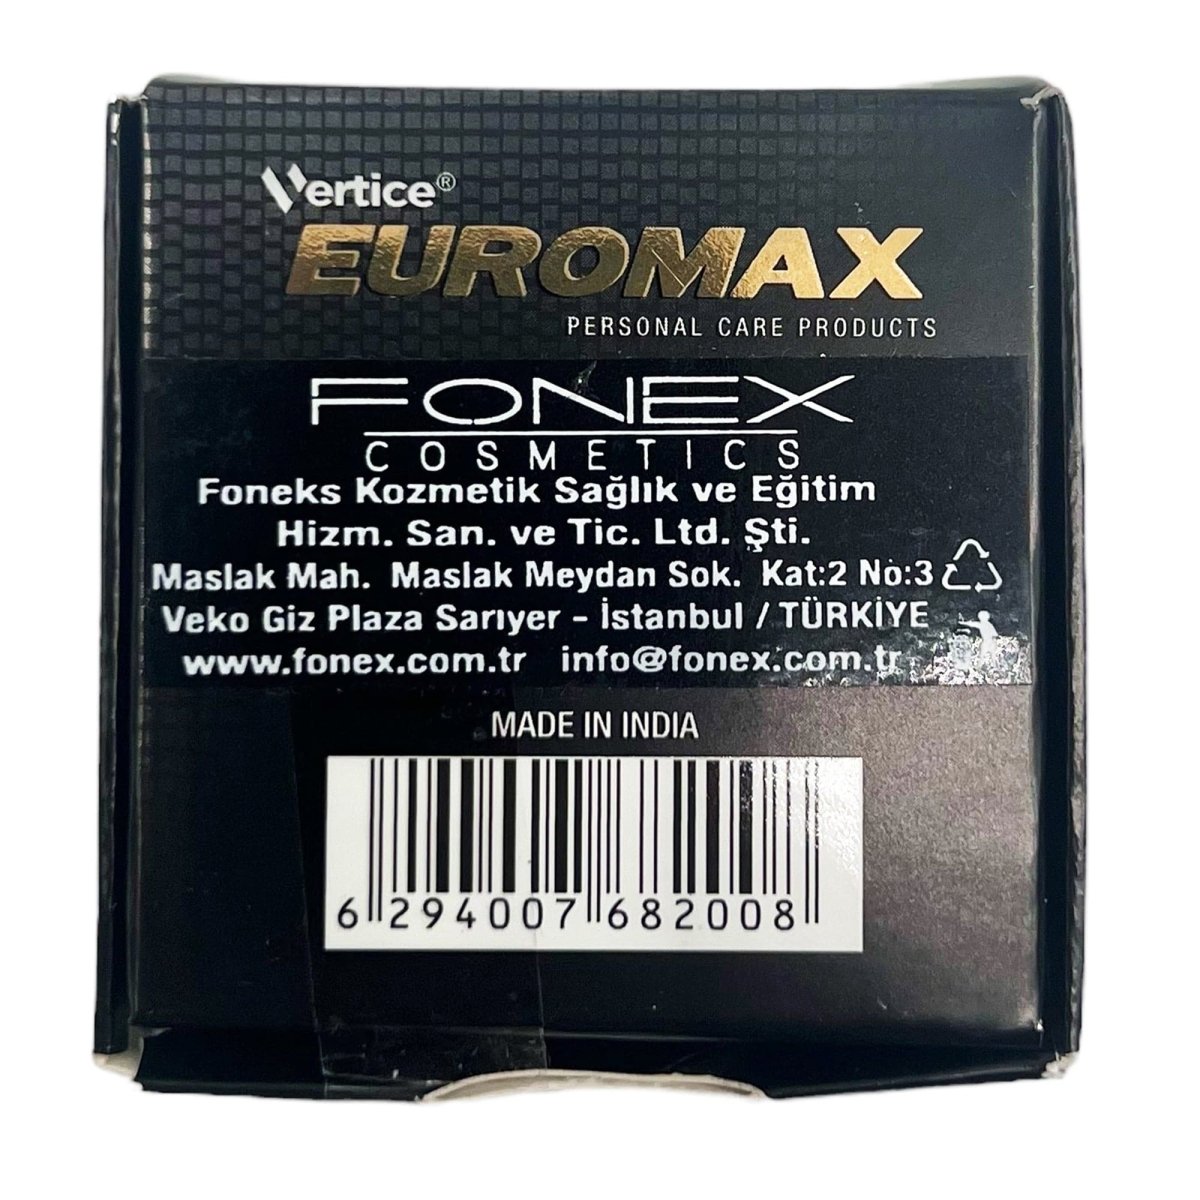 Vertice®
EUROMAX
PERSONAL CARE PRODUCTS
FONEX
COSMETICS
Foneks Kozmetik Sağlık ve Eğitim
Hizm. San. ve Tic. Ltd. Şti.
Maslak Mah. Maslak Meydan Sok. Kat:2 No:3
Veko Giz Plaza Sarıyer - İstanbul / TÜRKİYE
www.fonex.com.tr info@fonex.com.tr
MADE IN INDIA
6 294007 682008